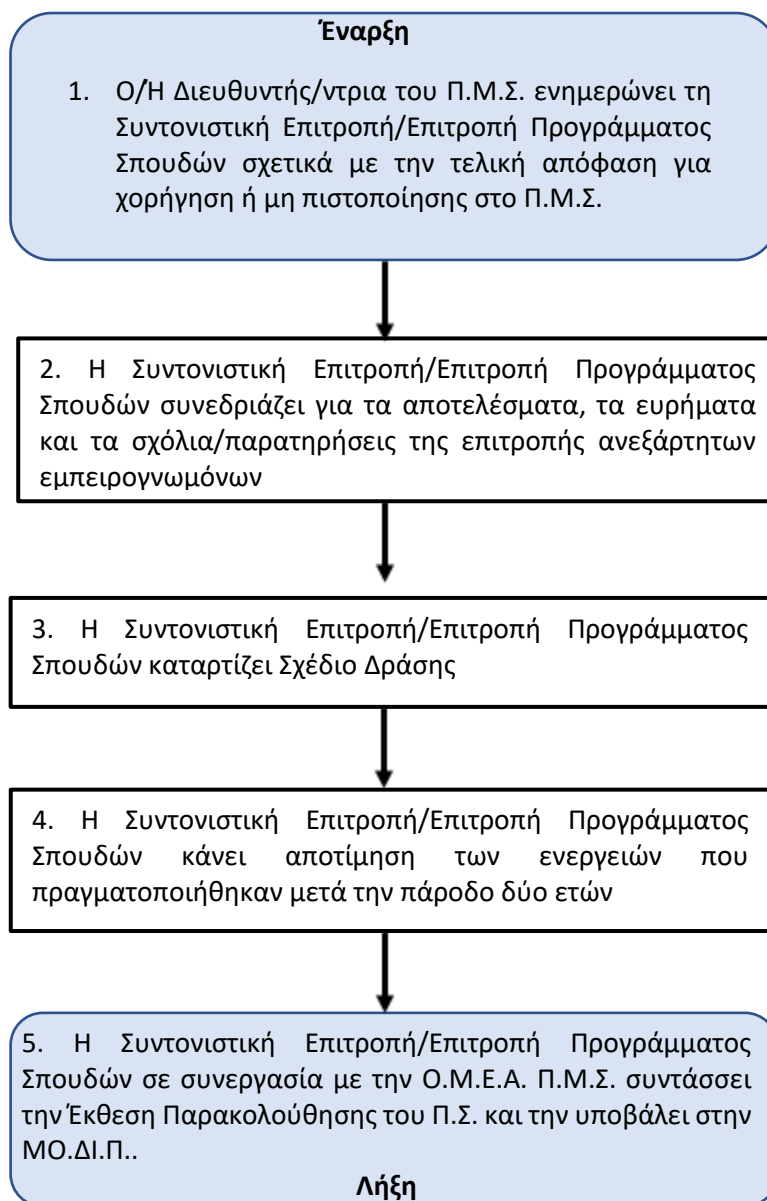 Έναρξη
1. Ο/Η Διευθυντής/ντρια του Π.Μ.Σ. ενημερώνει τη
Συντονιστική Επιτροπή/Επιτροπή Προγράμματος
Σπουδών σχετικά με την τελική απόφαση για
χορήγηση ή μη πιστοποίησης στο Π.Μ.Σ.
2. Η Συντονιστική Επιτροπή/Επιτροπή Προγράμματος
Σπουδών συνεδριάζει για τα αποτελέσματα, τα ευρήματα
και τα σχόλια/παρατηρήσεις της επιτροπής ανεξάρτητων
εμπειρογνωμόνων
3. Η Συντονιστική Επιτροπή/Επιτροπή Προγράμματος
Σπουδών καταρτίζει Σχέδιο Δράσης
4. Η Συντονιστική Επιτροπή/Επιτροπή Προγράμματος
Σπουδών κάνει αποτίμηση των ενεργειών που
πραγματοποιήθηκαν μετά την πάροδο δύο ετών
5. Η Συντονιστική Επιτροπή/Επιτροπή Προγράμματος
Σπουδών σε συνεργασία με την Ο.Μ.Ε.Α. Π.Μ.Σ. συντάσσει
την Έκθεση Παρακολούθησης του Π.Σ. και την υποβάλει στην
ΜΟ.ΔΙ.Π..
Λήξη